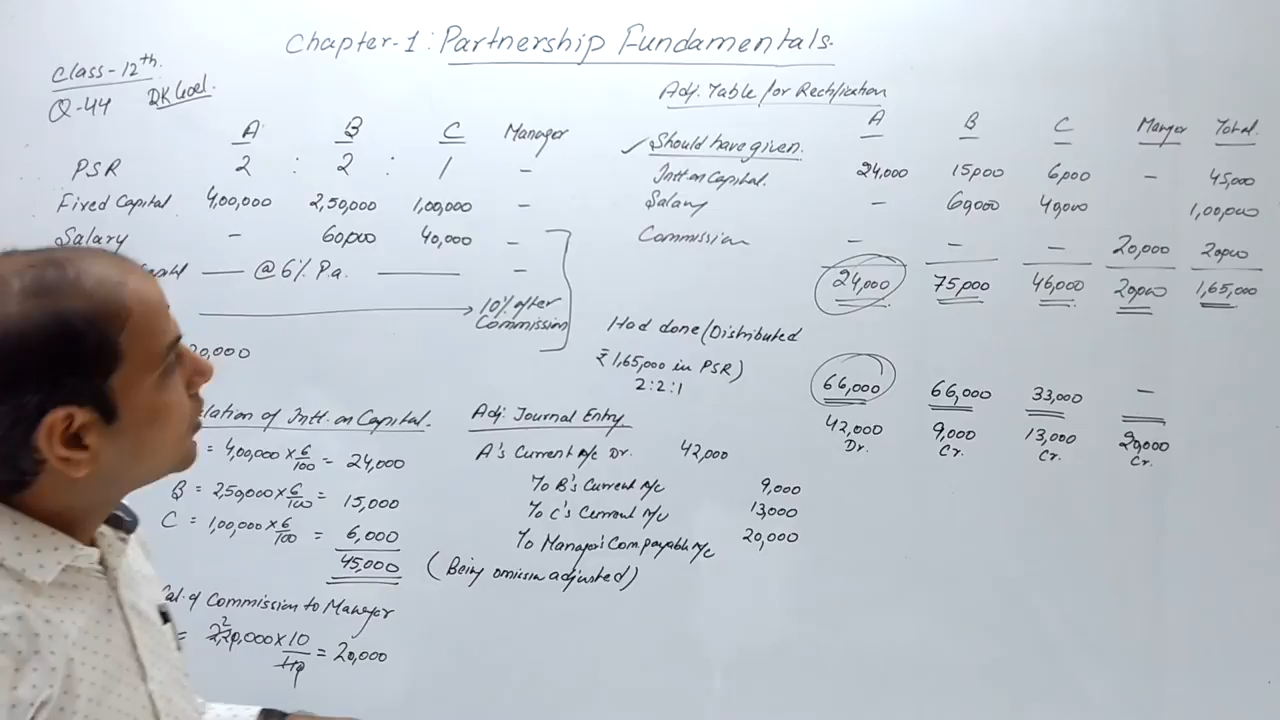 Chapter-1: Partnership Fundamentals.
Class-12th.
Q-44 DK Goel.
A B C Manager
PSR 2 : 2 : 1 -
Fixed Capital 4,00,000 2,50,000 1,00,000 -
Salary - 60,000 40,000 -
@ 6% P.a. -
10% after
Commission
20,000
lation of Intt. on Capital.
= 4,00,000 × 6/100 = 24,000
B = 2,50,000 × 6/100 = 15,000
C = 1,00,000 × 6/100 = 6,000
45,000
Cal. of Commission to Manager
= 2,20,000 × 10/110 = 20,000
2
Adj. Journal Entry.
A's Current A/c Dr. 42,000
To B's Current A/c 9,000
To C's Current A/c 13,000
To Manager's Com. payable A/c 20,000
(Being omission adjusted)
Adj. Table for Rectification
A B C Manger Total
✓ Should have given.
Intt. on Capital. 24,000 15,000 6,000 - 45,000
Salary - 60,000 40,000 1,00,000
Commission - - - 20,000 20,000
24,000 75,000 46,000 20,000 1,65,000
Had done (Distributed
₹ 1,65,000 in PSR)
2:2:1
66,000 66,000 33,000 -
42,000 9,000 13,000 20,000
Dr. Cr. Cr. Cr.